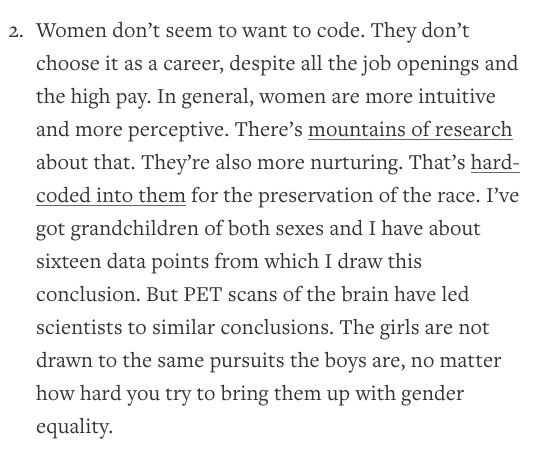 2. Women don’t seem to want to code. They don’t
choose it as a career, despite all the job openings and
the high pay. In general, women are more intuitive
and more perceptive. There’s mountains of research
about that. They’re also more nurturing. That’s hard-
coded into them for the preservation of the race. I’ve
got grandchildren of both sexes and I have about
sixteen data points from which I draw this
conclusion. But PET scans of the brain have led
scientists to similar conclusions. The girls are not
drawn to the same pursuits the boys are, no matter
how hard you try to bring them up with gender
equality.